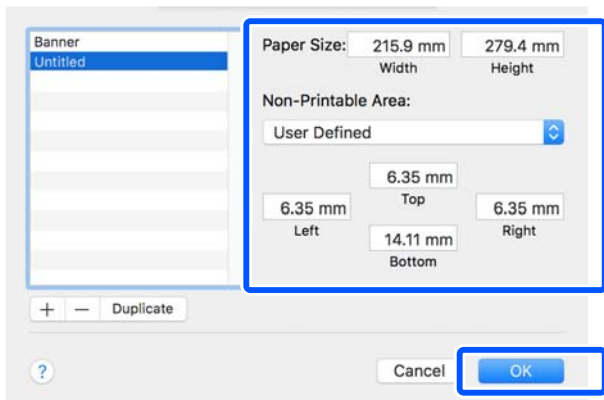 Banner
Untitled
Paper Size: 215.9 mm 279.4 mm
Width Height
Non-Printable Area:
User Defined
6.35 mm
Top
6.35 mm 6.35 mm
Left Right
14.11 mm
Bottom
+ − Duplicate
? Cancel OK